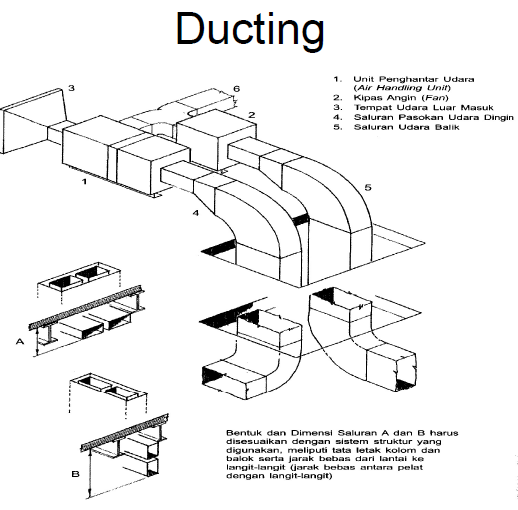 Ducting
1. Unit Penghantar Udara
(Air Handling Unit)
2. Kipas Angin (Fan)
3. Tempat Udara Luar Masuk
4. Saluran Pasokan Udara Dingin
5. Saluran Udara Balik
3
6
2
1
5
4
A
B
Bentuk dan Dimensi Saluran A dan B harus
disesuaikan dengan sistem struktur yang
digunakan, meliputi tata letak kolom dan
balok serta jarak bebas dari lantai ke
langit-langit (jarak bebas antara pelat
dengan langit-langit)